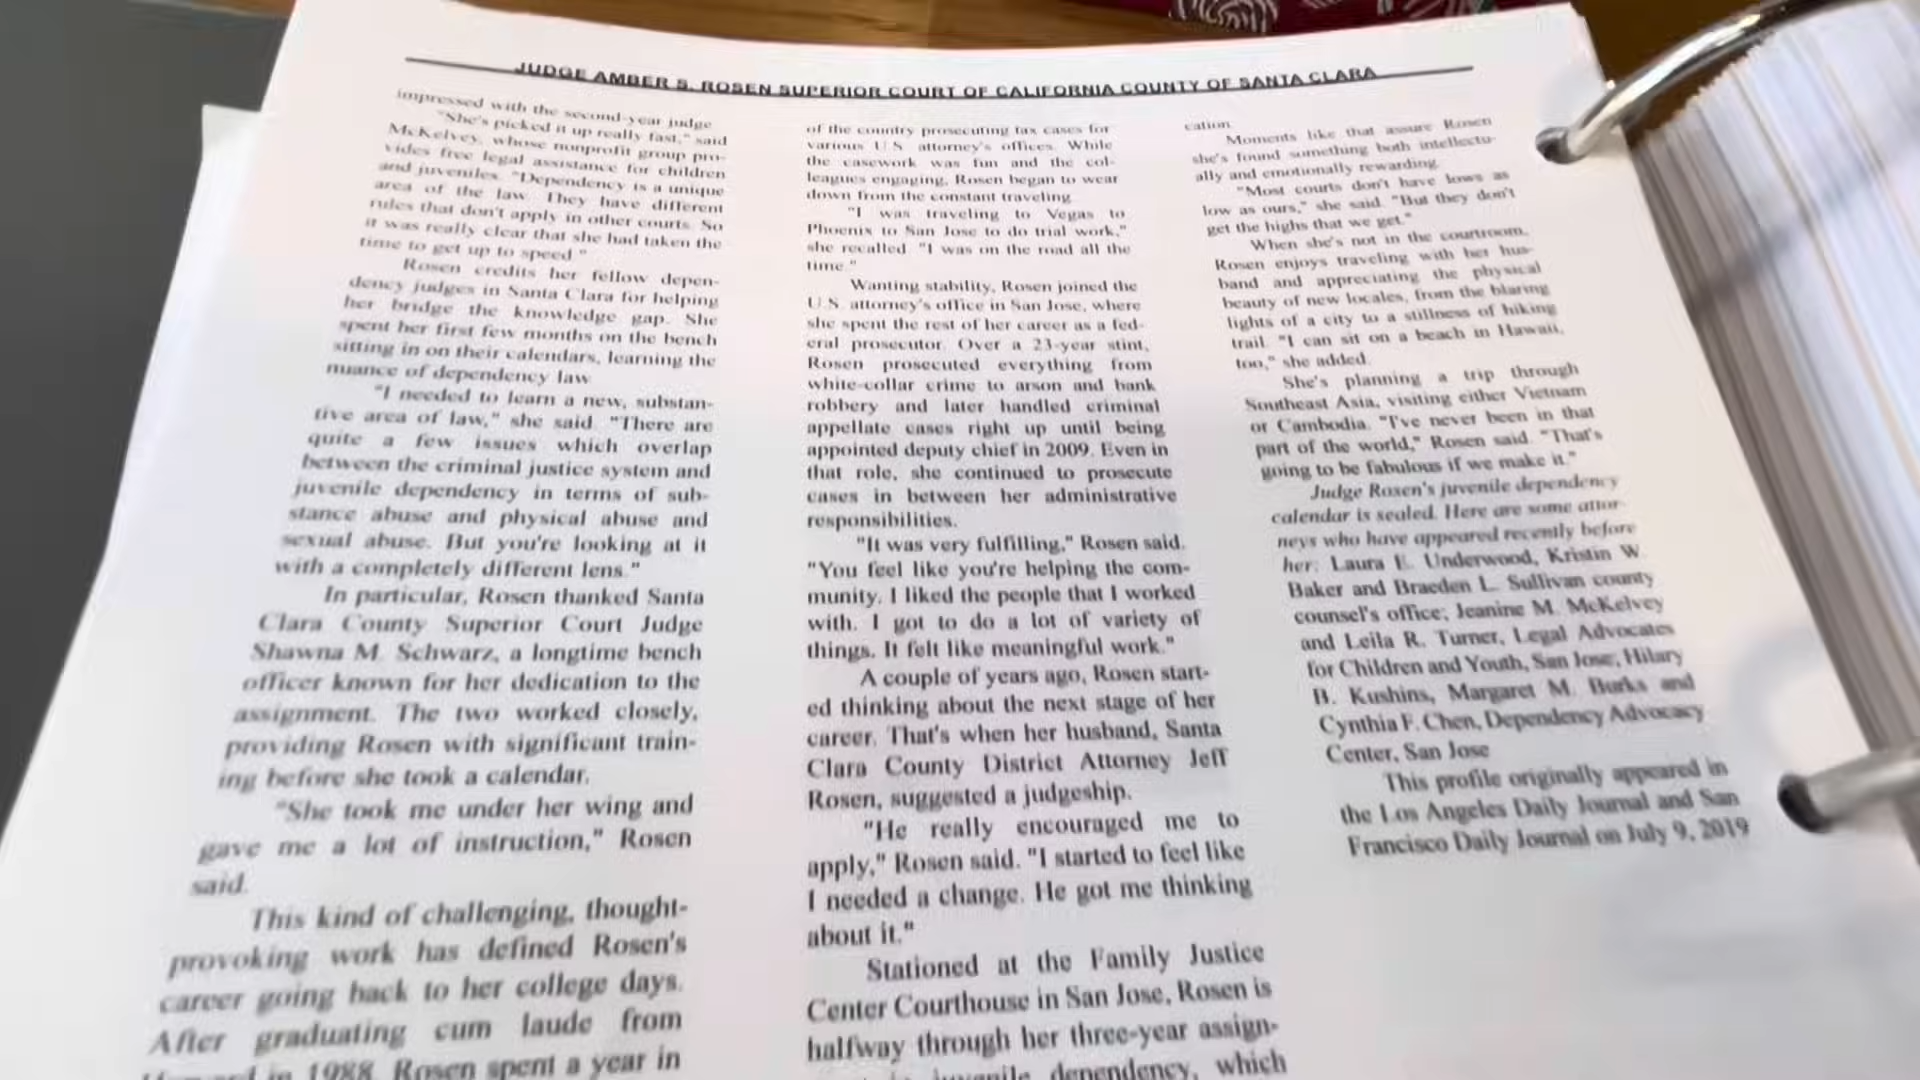 JUDGE AMBER S. ROSEN SUPERIOR COURT OF CALIFORNIA COUNTY OF SANTA CLARA
impressed with the second-year judge
"She's picked it up really fast," said
McKelvey, whose nonprofit group pro-
vides free legal assistance for children
and juveniles. "Dependency is a unique
area of the law. They have different
rules that don't apply in other courts. So
it was really clear that she had taken the
time to get up to speed."
Rosen credits her fellow depen-
dency judges in Santa Clara for helping
her bridge the knowledge gap. She
spent her first few months on the bench
sitting in on their calendars, learning the
nuance of dependency law.
"I needed to learn a new, substan-
tive area of law," she said. "There are
quite a few issues which overlap
between the criminal justice system and
juvenile dependency in terms of sub-
stance abuse and physical abuse and
sexual abuse. But you're looking at it
with a completely different lens."
In particular, Rosen thanked Santa
Clara County Superior Court Judge
Shawna M. Schwarz, a longtime bench
officer known for her dedication to the
assignment. The two worked closely,
providing Rosen with significant train-
ing before she took a calendar.
"She took me under her wing and
gave me a lot of instruction," Rosen
said.
This kind of challenging, thought-
provoking work has defined Rosen's
career going back to her college days.
After graduating cum laude from
in 1988, Rosen spent a year in
of the country prosecuting tax cases for
various U.S. attorney's offices. While
the casework was fun and the col-
leagues engaging, Rosen began to wear
down from the constant traveling.
"I was traveling to Vegas to
Phoenix to San Jose to do trial work,"
she recalled. "I was on the road all the
time."
Wanting stability, Rosen joined the
U.S. attorney's office in San Jose, where
she spent the rest of her career as a fed-
eral prosecutor. Over a 23-year stint,
Rosen prosecuted everything from
white-collar crime to arson and bank
robbery and later handled criminal
appellate cases right up until being
appointed deputy chief in 2009. Even in
that role, she continued to prosecute
cases in between her administrative
responsibilities.
"It was very fulfilling," Rosen said.
"You feel like you're helping the com-
munity. I liked the people that I worked
with. I got to do a lot of variety of
things. It felt like meaningful work."
A couple of years ago, Rosen start-
ed thinking about the next stage of her
career. That's when her husband, Santa
Clara County District Attorney Jeff
Rosen, suggested a judgeship.
"He really encouraged me to
apply," Rosen said. "I started to feel like
I needed a change. He got me thinking
about it."
Stationed at the Family Justice
Center Courthouse in San Jose, Rosen is
halfway through her three-year assign-
juvenile dependency, which
cation.
Moments like that assure Rosen
she's found something both intellectu-
ally and emotionally rewarding.
"Most courts don't have lows as
low as ours," she said. "But they don't
get the highs that we get."
When she's not in the courtroom,
Rosen enjoys traveling with her hus-
band and appreciating the physical
beauty of new locales, from the blaring
lights of a city to a stillness of hiking
trail. "I can sit on a beach in Hawaii,
too," she added.
She's planning a trip through
Southeast Asia, visiting either Vietnam
or Cambodia. "I've never been in that
part of the world," Rosen said. "That's
going to be fabulous if we make it."
Judge Rosen's juvenile dependency
calendar is sealed. Here are some attor-
neys who have appeared recently before
her: Laura E. Underwood, Kristin W.
Baker and Braeden L. Sullivan county
counsel's office; Jeanine M. McKelvey
and Leila R. Turner, Legal Advocates
for Children and Youth, San Jose; Hilary
B. Kushins, Margaret M. Burks and
Cynthia F. Chen, Dependency Advocacy
Center, San Jose
This profile originally appeared in
the Los Angeles Daily Journal and San
Francisco Daily Journal on July 9, 2019